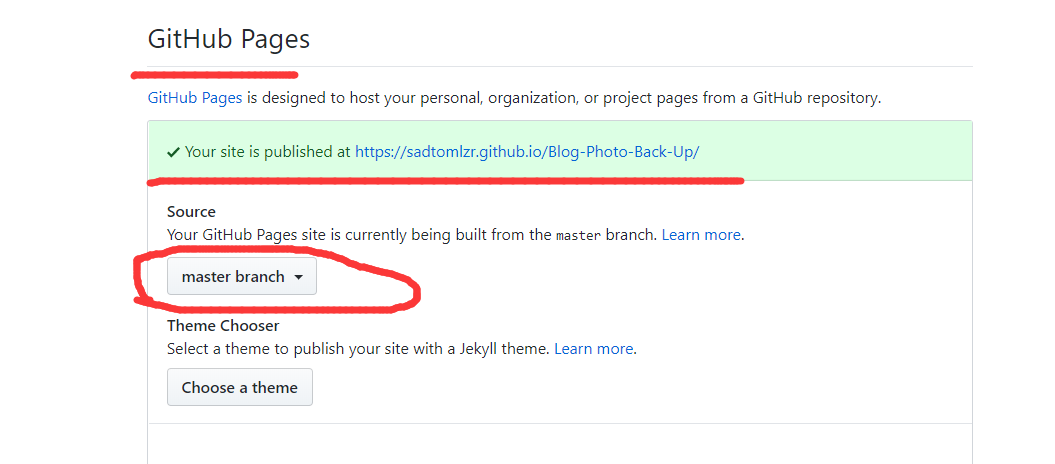 GitHub Pages
GitHub Pages is designed to host your personal, organization, or project pages from a GitHub repository.
Your site is published at https://sadtomlzr.github.io/Blog-Photo-Back-Up/
Source
Your GitHub Pages site is currently being built from the master branch. Learn more.
master branch
Theme Chooser
Select a theme to publish your site with a Jekyll theme. Learn more.
Choose a theme